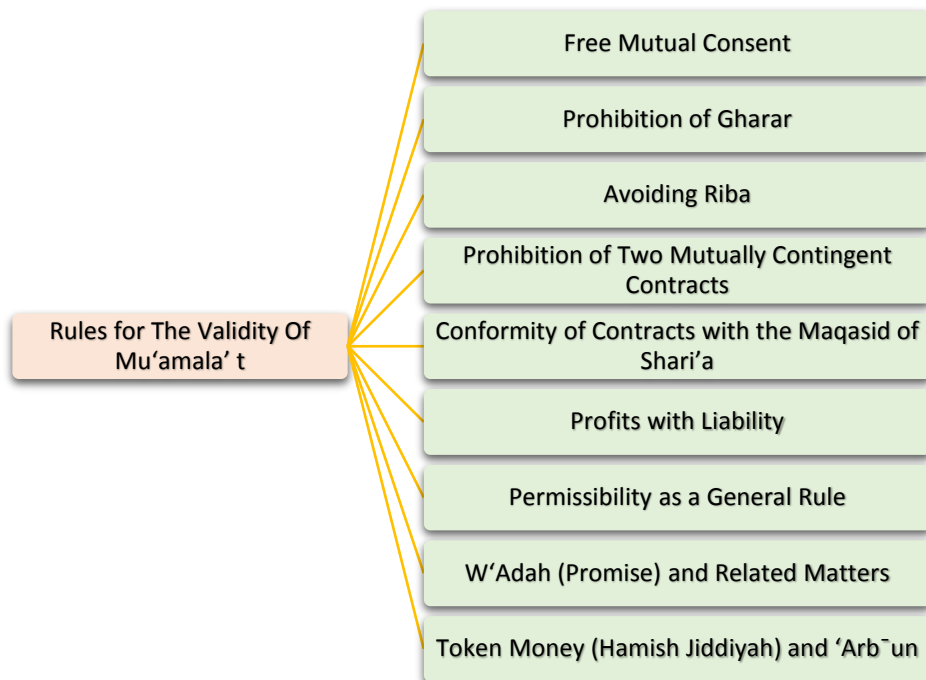 Rules for The Validity Of
Mu‘amala’ t
Free Mutual Consent
Prohibition of Gharar
Avoiding Riba
Prohibition of Two Mutually Contingent
Contracts
Conformity of Contracts with the Maqasid of
Shari’a
Profits with Liability
Permissibility as a General Rule
W‘Adah (Promise) and Related Matters
Token Money (Hamish Jiddiyah) and ‘Arb¯un